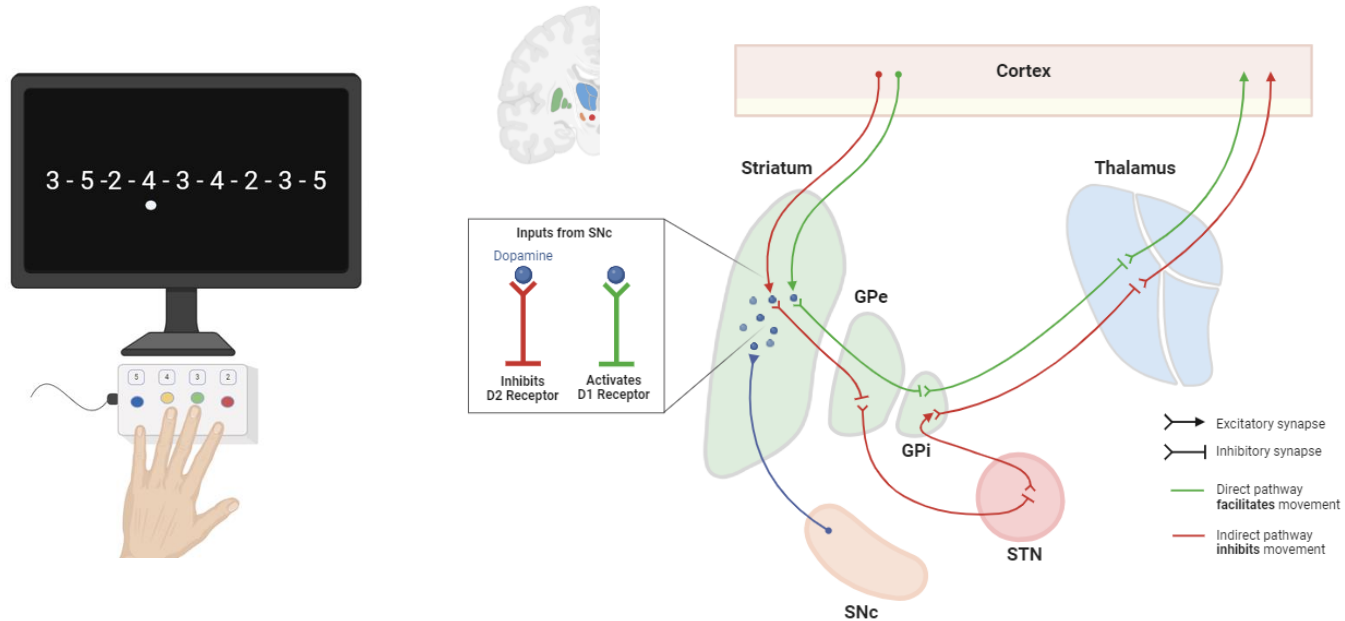 3 - 5 -2 - 4 - 3 - 4 - 2 - 3 - 5
5 4 3 2
Cortex
Striatum
Thalamus
Inputs from SNc
Dopamine
Inhibits
D2 Receptor
Activates
D1 Receptor
GPe
GPi
STN
SNc
Excitatory synapse
Inhibitory synapse
Direct pathway
facilitates movement
Indirect pathway
inhibits movement